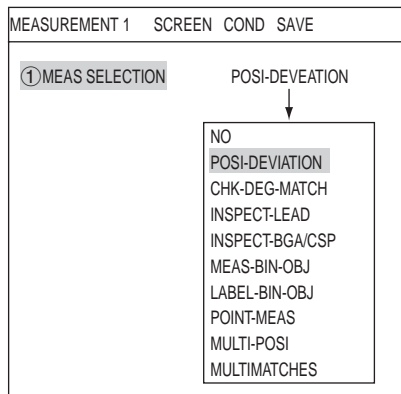 MEASUREMENT 1 SCREEN COND SAVE
①MEAS SELECTION POSI-DEVEATION
NO
POSI-DEVIATION
CHK-DEG-MATCH
INSPECT-LEAD
INSPECT-BGA/CSP
MEAS-BIN-OBJ
LABEL-BIN-OBJ
POINT-MEAS
MULTI-POSI
MULTIMATCHES